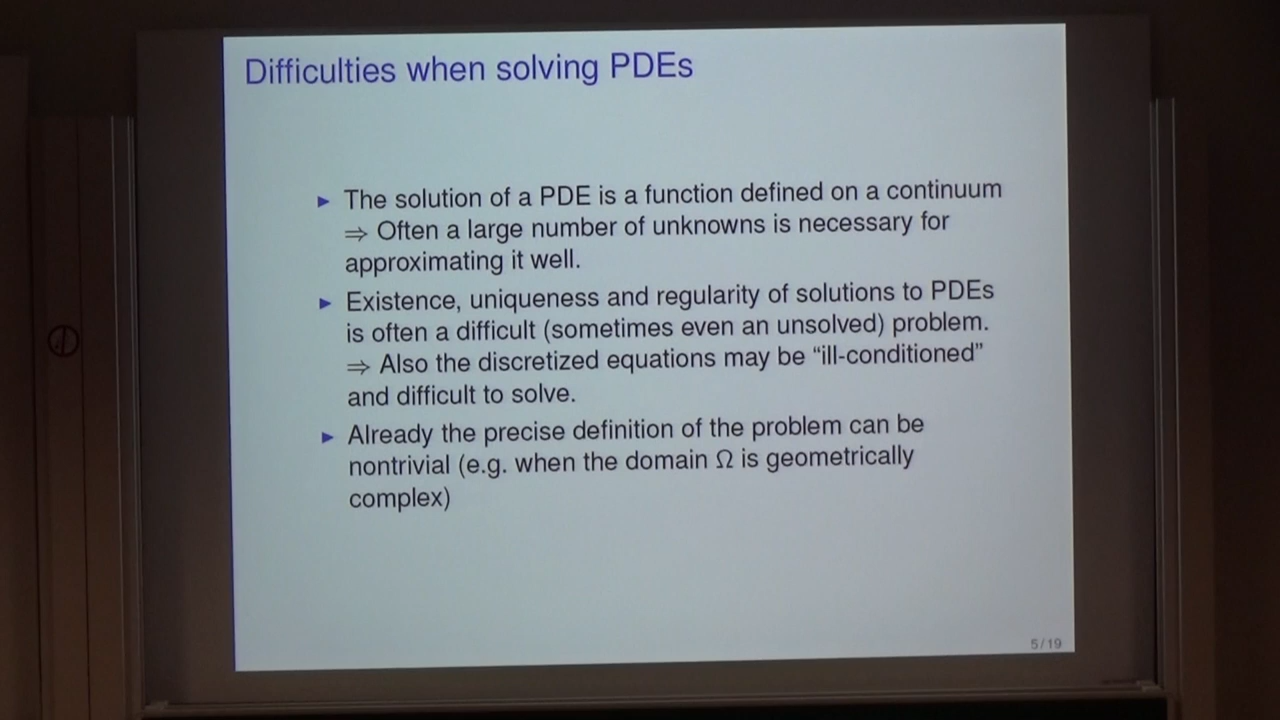 Difficulties when solving PDEs
▶ The solution of a PDE is a function defined on a continuum
⇒ Often a large number of unknowns is necessary for
approximating it well.
▶ Existence, uniqueness and regularity of solutions to PDEs
is often a difficult (sometimes even an unsolved) problem.
⇒ Also the discretized equations may be “ill-conditioned”
and difficult to solve.
▶ Already the precise definition of the problem can be
nontrivial (e.g. when the domain Ω is geometrically
complex)
5/19